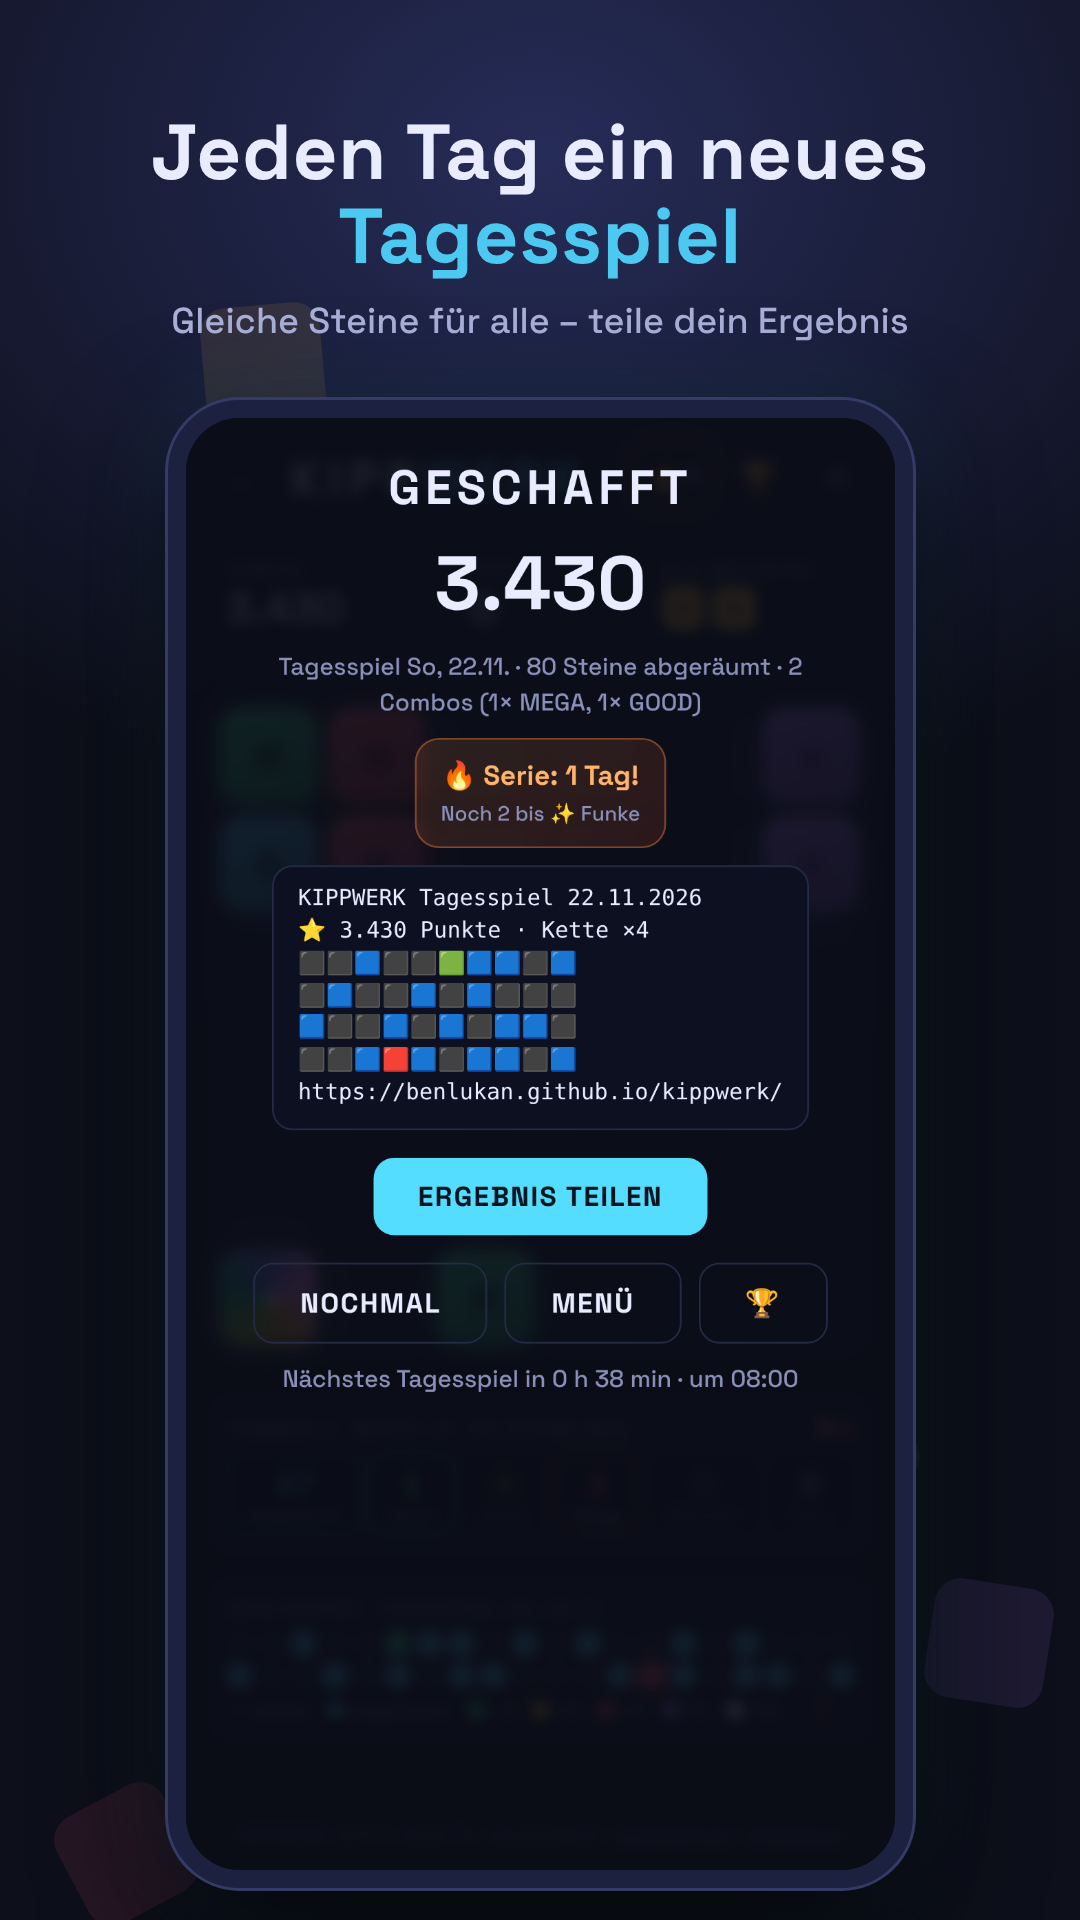 Jeden Tag ein neues
Tagesspiel
Gleiche Steine für alle – teile dein Ergebnis
GESCHAFFT
3.430
Tagesspiel So, 22.11. · 80 Steine abgeräumt · 2
Combos (1× MEGA, 1× GOOD)
🔥 Serie: 1 Tag!
Noch 2 bis ✨ Funke
KIPPWERK Tagesspiel 22.11.2026
⭐ 3.430 Punkte · Kette ×4
⬛⬛🟦⬛⬛🟩🟦🟦⬛🟦
⬛🟦⬛⬛🟦⬛🟦⬛⬛⬛
🟦⬛⬛🟦⬛🟦⬛🟦🟦⬛
⬛⬛🟦🟥🟦⬛🟦🟦⬛🟦
https://benlukan.github.io/kippwerk/
ERGEBNIS TEILEN
NOCHMAL
MENÜ
🏆
Nächstes Tagesspiel in 0 h 38 min · um 08:00